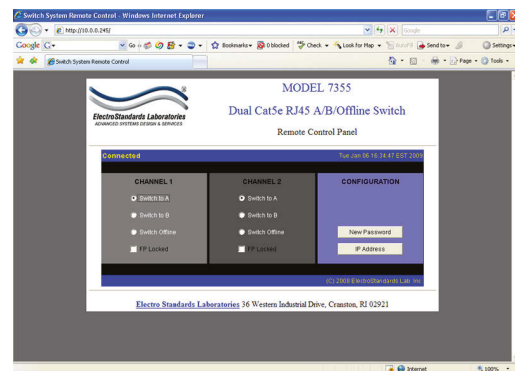 Switch System Remote Control - Windows Internet Explorer
http://10.0.0.245/
Google
Google G
Go
Bookmarks
0 blocked
Check
Look for Map
AutoFill
Send to
Settings
Switch System Remote Control
Page
Tools
MODEL 7355
Dual Cat5e RJ45 A/B/Offline Switch
Remote Control Panel
ElectroStandards Laboratories
ADVANCED SYSTEMS DESIGN & SERVICES
Connected
Tue Jan 06 16:34:47 EST 2009
CHANNEL 1
CHANNEL 2
CONFIGURATION
Switch to A
Switch to A
Switch to B
Switch to B
Switch Offline
Switch Offline
New Password
FP Locked
FP Locked
IP Address
(C) 2008 ElectroStandards Lab. Inc
Electro Standards Laboratories 36 Western Industrial Drive, Cranston, RI 02921
Internet
100%